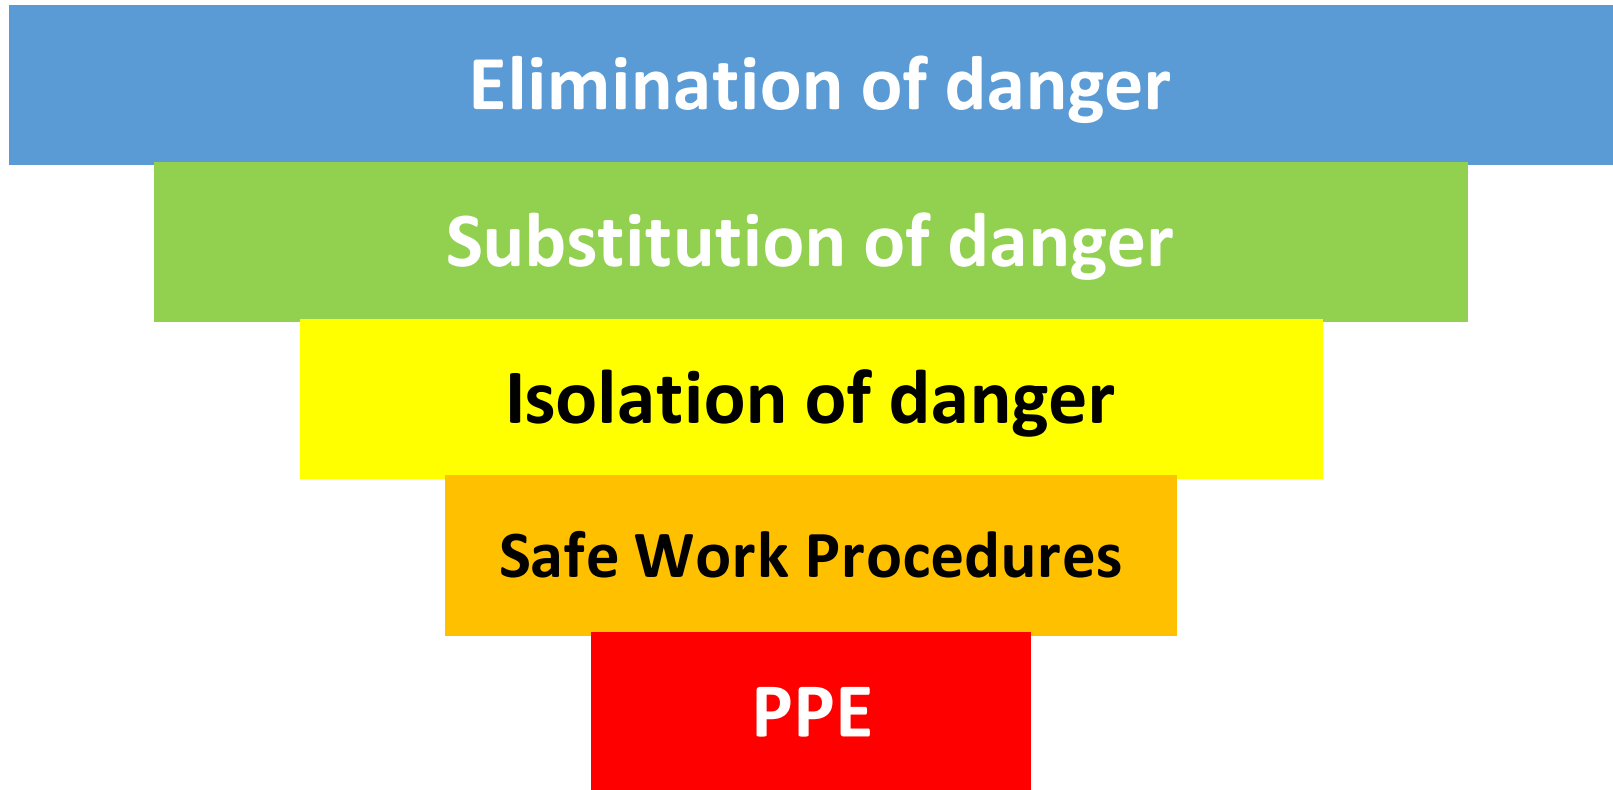 Elimination of danger
Substitution of danger
Isolation of danger
Safe Work Procedures
PPE